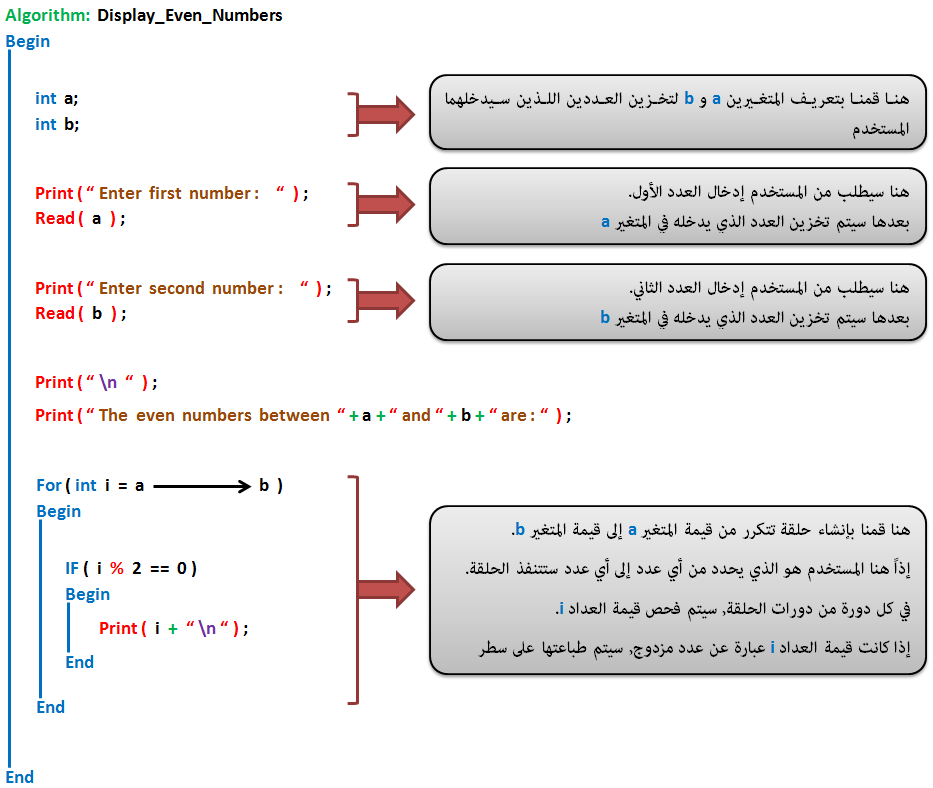 Algorithm: Display_Even_Numbers
Begin
int a;
int b;
هنا قمنا بتعريف المتغيرين a و b لتخزين العددين اللذين سيدخلهما
المستخدم
Print(“ Enter first number: “ );
Read( a );
هنا سيطلب من المستخدم إدخال العدد الأول.
بعدها سيتم تخزين العدد الذي يدخله في المتغير a
Print(“ Enter second number: “ );
Read( b );
هنا سيطلب من المستخدم إدخال العدد الثاني.
بعدها سيتم تخزين العدد الذي يدخله في المتغير b
Print(“ \n “ );
Print(“ The even numbers between “ + a + “ and “ + b + “ are: “ );
For( int i = a b )
Begin
IF( i % 2 == 0 )
Begin
Print( i + “ \n “ );
End
End
هنا قمنا بإنشاء حلقة تتكرر من قيمة المتغير a إلى قيمة المتغير b.
إذاً هنا المستخدم هو الذي يحدد من أي عدد إلى أي عدد ستتنفذ الحلقة.
في كل دورة من دورات الحلقة, سيتم فحص قيمة العداد i.
إذا كانت قيمة العداد i عبارة عن عدد مزدوج, سيتم طباعتها على سطر
End